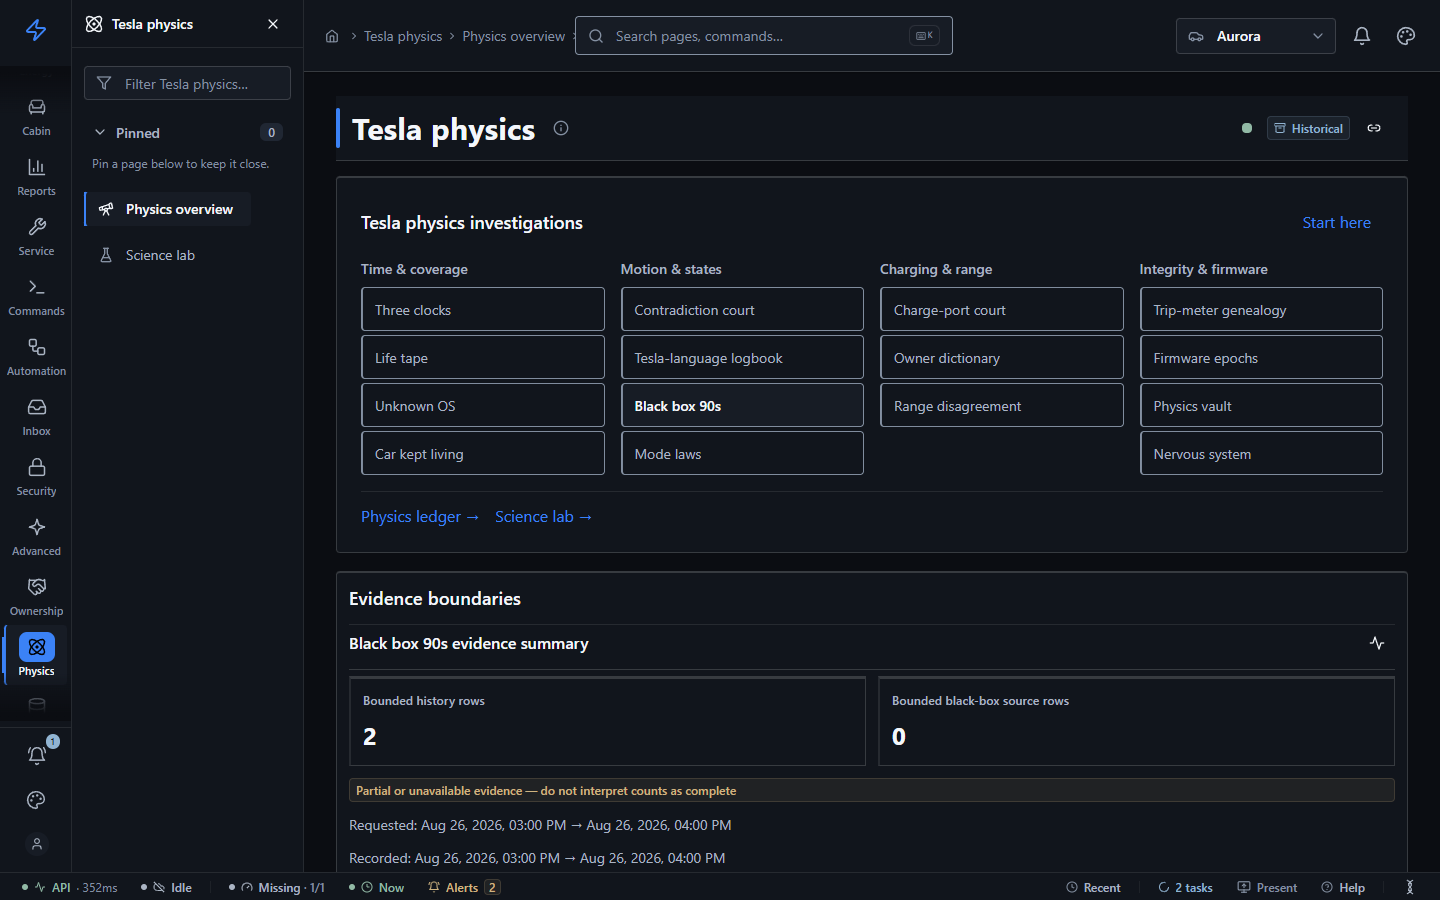 Tesla physics
Tesla physics
Physics overview
Search pages, commands...
K
Aurora
Cabin
Reports
Service
Commands
Automation
Inbox
Security
Advanced
Ownership
Physics
1
Filter Tesla physics...
Pinned
0
Pin a page below to keep it close.
Physics overview
Science lab
Tesla physics
Historical
Tesla physics investigations
Start here
Time & coverage
Three clocks
Life tape
Unknown OS
Car kept living
Motion & states
Contradiction court
Tesla-language logbook
Black box 90s
Mode laws
Charging & range
Charge-port court
Owner dictionary
Range disagreement
Integrity & firmware
Trip-meter genealogy
Firmware epochs
Physics vault
Nervous system
Physics ledger →
Science lab →
Evidence boundaries
Black box 90s evidence summary
Bounded history rows
2
Bounded black-box source rows
0
Partial or unavailable evidence — do not interpret counts as complete
Requested: Aug 26, 2026, 03:00 PM → Aug 26, 2026, 04:00 PM
Recorded: Aug 26, 2026, 03:00 PM → Aug 26, 2026, 04:00 PM
API · 352ms
Idle
Missing · 1/1
Now
Alerts 2
Recent
2 tasks
Present
Help